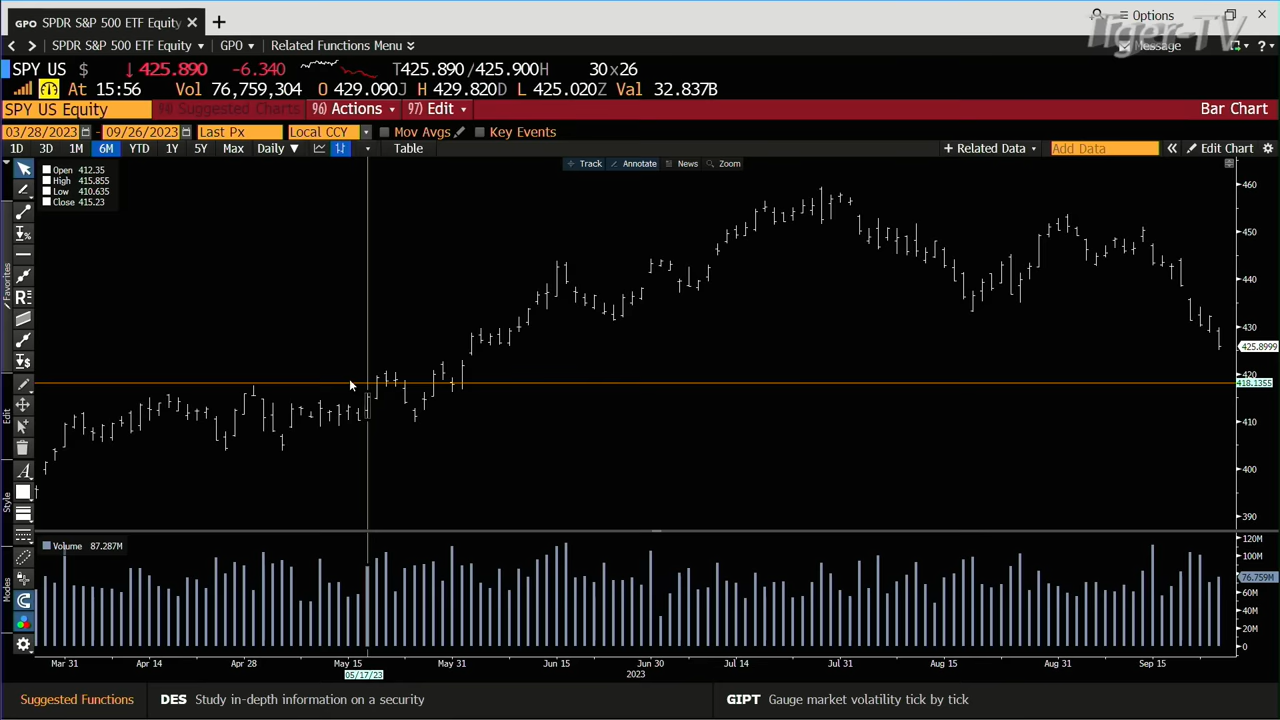 GPO SPDR S&P 500 ETF Equity
Options
Tiger-TV
SPDR S&P 500 ETF Equity GPO Related Functions Menu
Message
SPY US $ ↓425.890 -6.340 T425.890/425.900H 30x26
At 15:56 Vol 76,759,304 O 429.090J H 429.820D L 425.020Z Val 32.837B
SPY US Equity 98) Suggested Charts 96) Actions 97) Edit Bar Chart
03/28/2023 - 09/26/2023 Last Px Local CCY Mov Avgs Key Events
1D 3D 1M 6M YTD 1Y 5Y Max Daily ▼ Table + Related Data Add Data Edit Chart
Track Annotate News Zoom
Open 412.35
High 415.855
Low 410.635
Close 415.23
Favorites
Edit
Style
Modes
460
450
440
430
425.8999
420
418.1355
410
400
390
Volume 87.287M
120M
100M
76.759M
60M
40M
20M
0
Mar 31 Apr 14 Apr 28 May 15 May 31 Jun 15 Jun 30 Jul 14 Jul 31 Aug 15 Aug 31 Sep 15
05/17/23
2023
Suggested Functions DES Study in-depth information on a security GIPT Gauge market volatility tick by tick